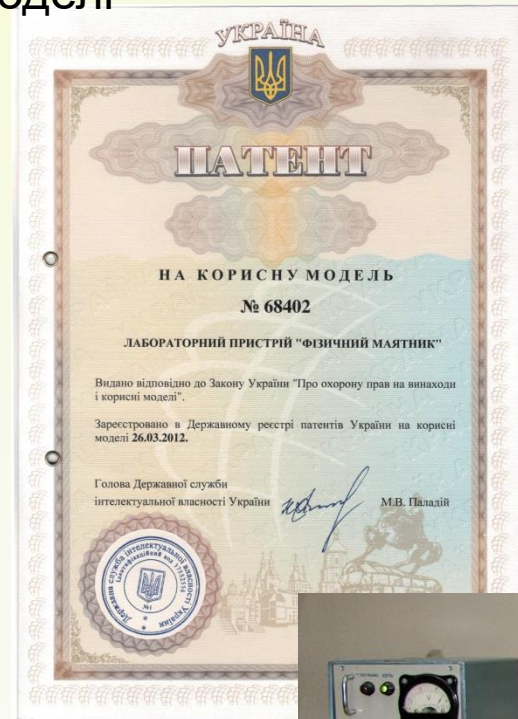 УКРАЇНА
ПАТЕНТ
НА КОРИСНУ МОДЕЛЬ
№ 68402
ЛАБОРАТОРНИЙ ПРИСТРІЙ "ФІЗИЧНИЙ МАЯТНИК"
Видано відповідно до Закону України "Про охорону прав на винаходи
і корисні моделі".
Зареєстровано в Державному реєстрі патентів України на корисні
моделі 26.03.2012.
Голова Державної служби
інтелектуальної власності України
М.В. Паладій
Державна служба інтелектуальної власності України